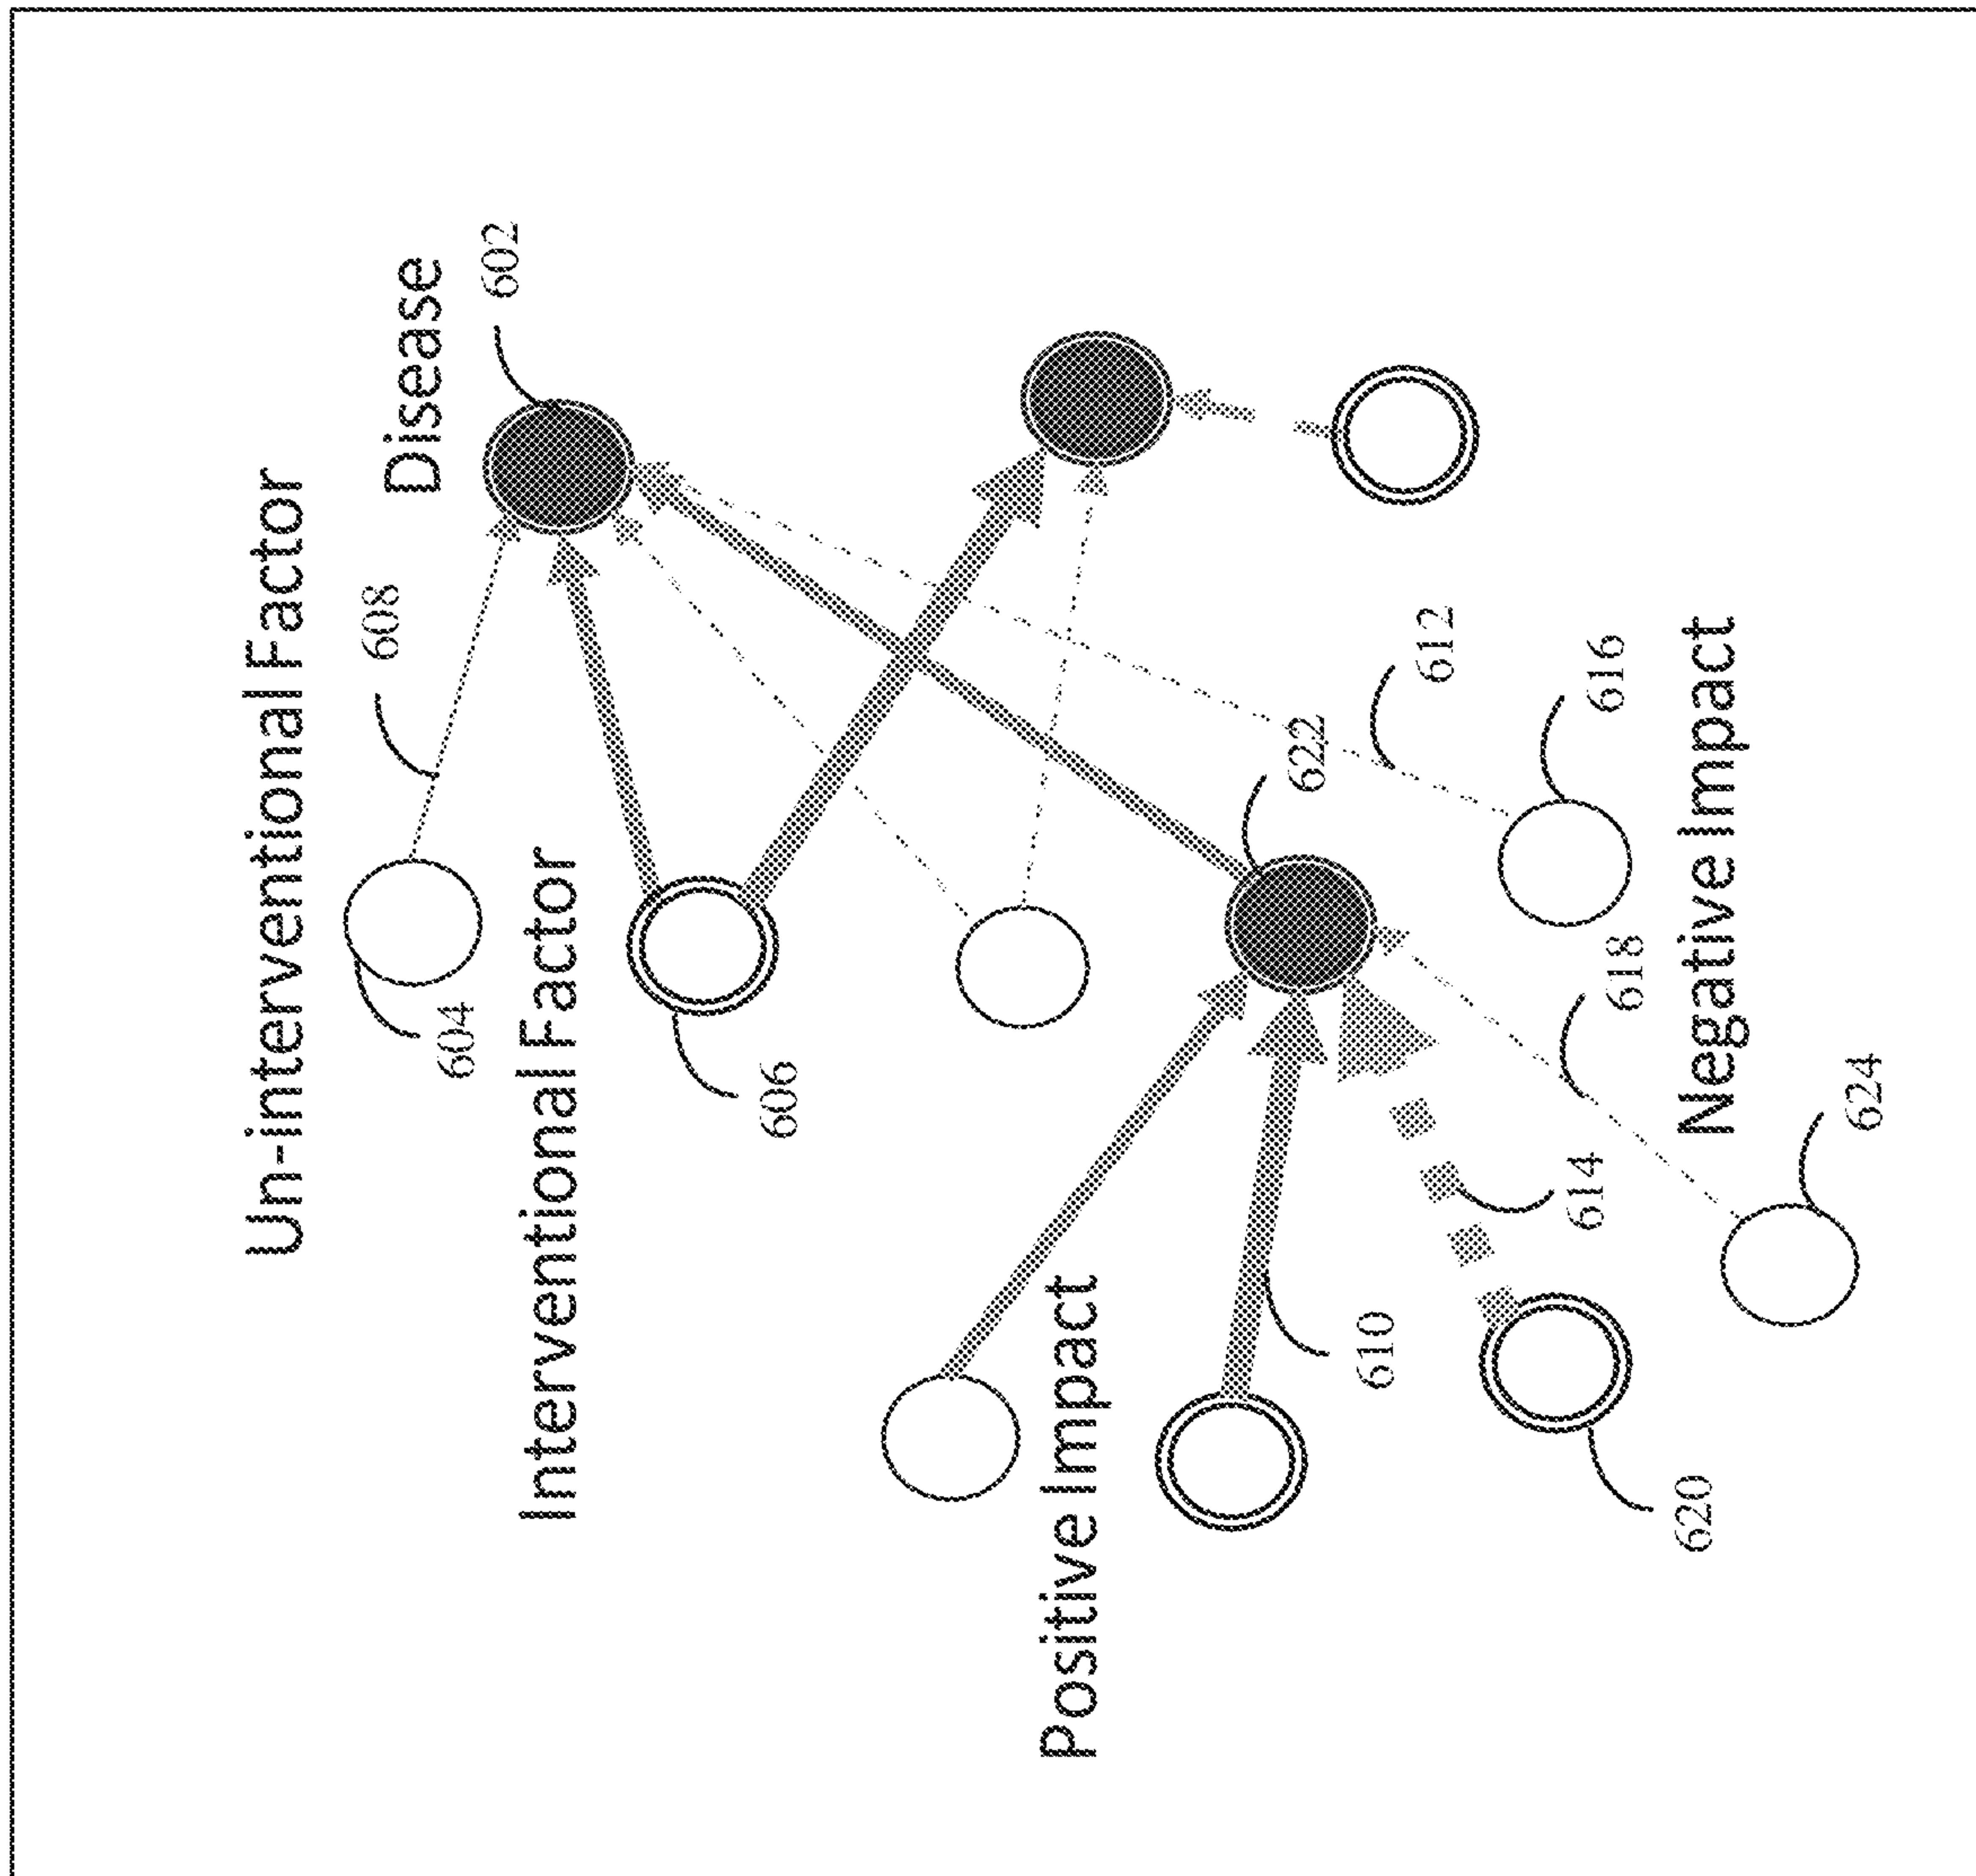 Un-interventional Factor
608
Disease
602
604
Interventional Factor
606
Positive Impact
622
610
612
614
618
616
620
Negative Impact
624